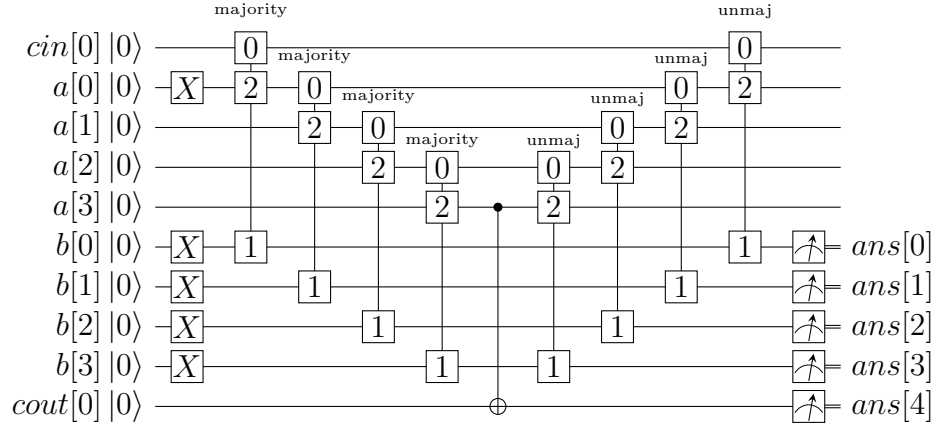 majority
unmaj
cin[0] |0⟩ 0 0
majority
unmaj
a[0] |0⟩ X 2 0 0 2
majority
unmaj
a[1] |0⟩ 2 0 0 2
majority
unmaj
a[2] |0⟩ 2 0 0 2
a[3] |0⟩ 2 2
b[0] |0⟩ X 1 1 ans[0]
b[1] |0⟩ X 1 1 ans[1]
b[2] |0⟩ X 1 1 ans[2]
b[3] |0⟩ X 1 1 ans[3]
cout[0] |0⟩ ans[4]